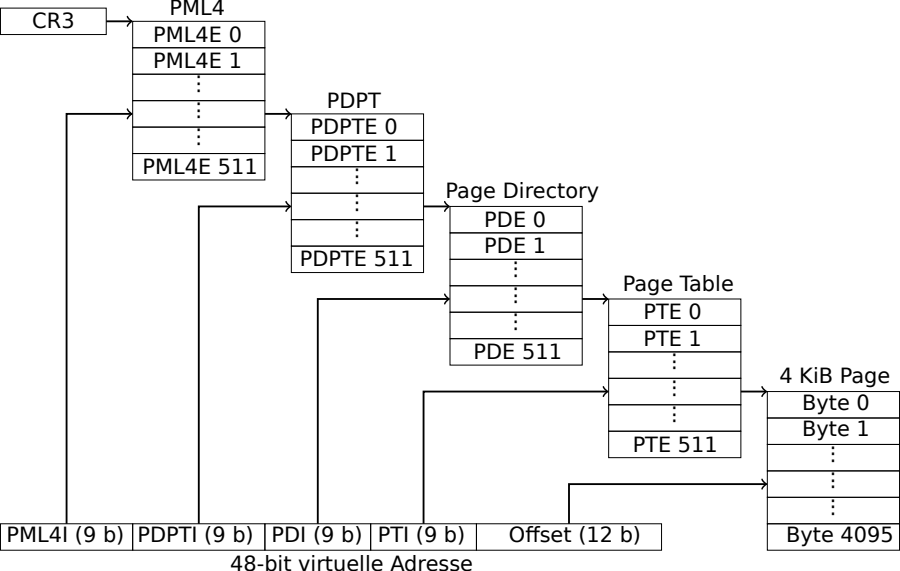 CR3
PML4
PML4E 0
PML4E 1
⋮
⋮
⋮
PML4E 511
PDPT
PDPTE 0
PDPTE 1
⋮
⋮
⋮
PDPTE 511
Page Directory
PDE 0
PDE 1
⋮
⋮
⋮
PDE 511
Page Table
PTE 0
PTE 1
⋮
⋮
⋮
PTE 511
4 KiB Page
Byte 0
Byte 1
⋮
⋮
⋮
Byte 4095
PML4I (9 b) PDPTI (9 b) PDI (9 b) PTI (9 b) Offset (12 b)
48-bit virtuelle Adresse